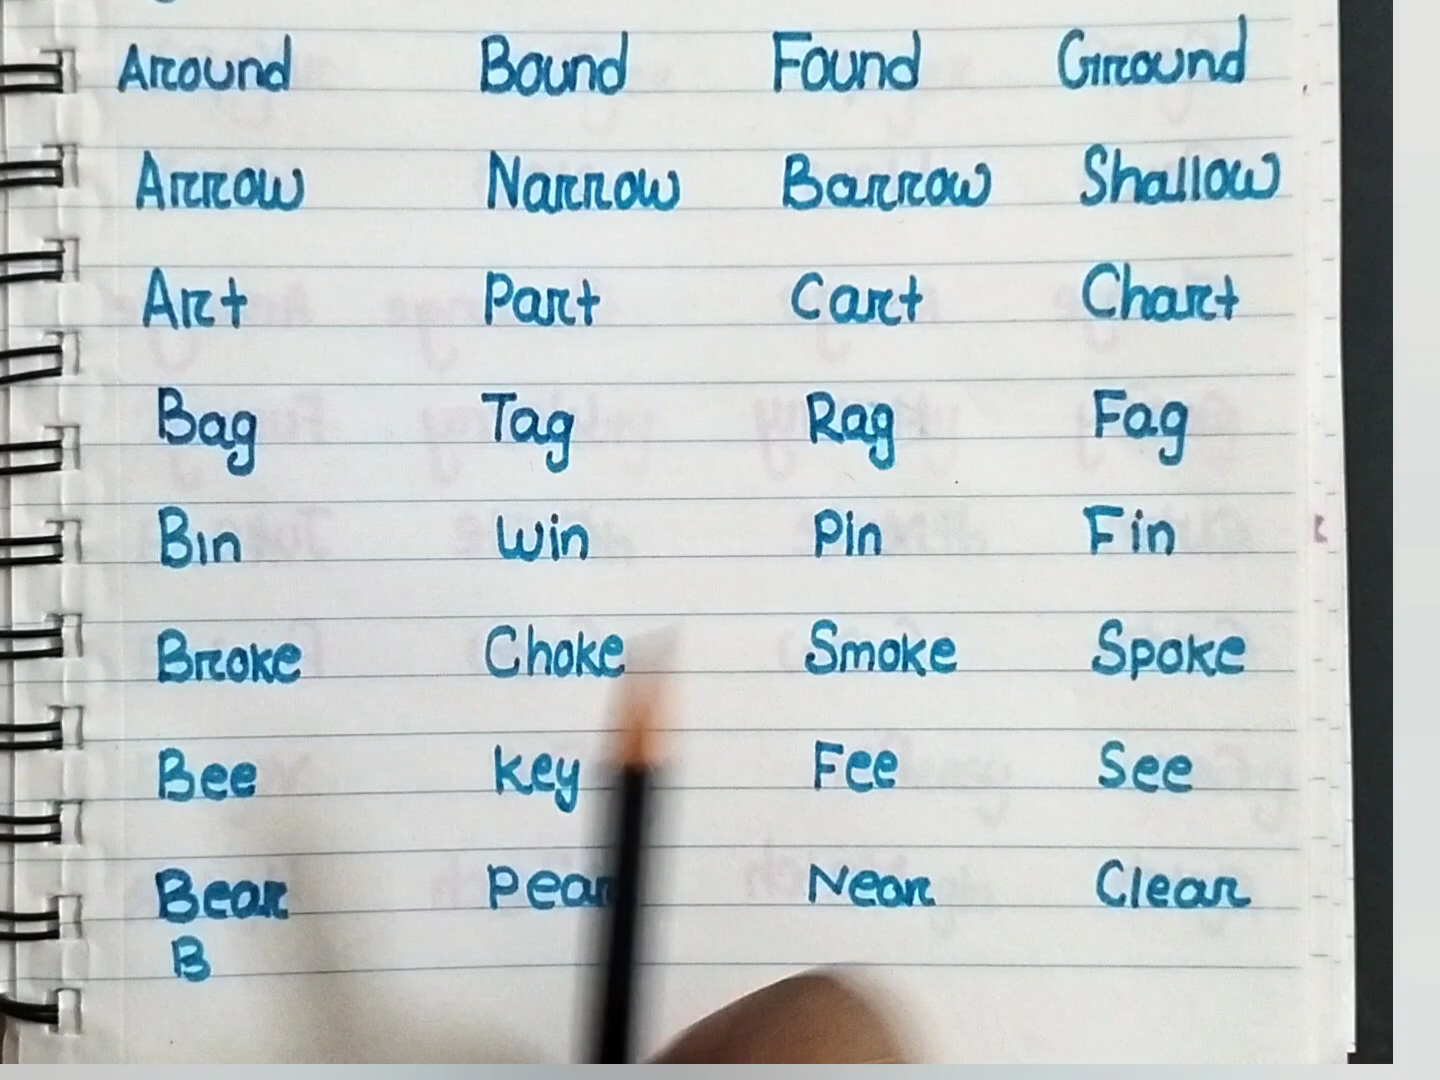 Around Bound Found Ground
Arrow Narrow Barrow Shallow
Art Part Cart Chart
Bag Tag Rag Fag
Bin Win Pin Fin
Broke Choke Smoke Spoke
Bee key Fee See
Bear Pear Near Clear
B